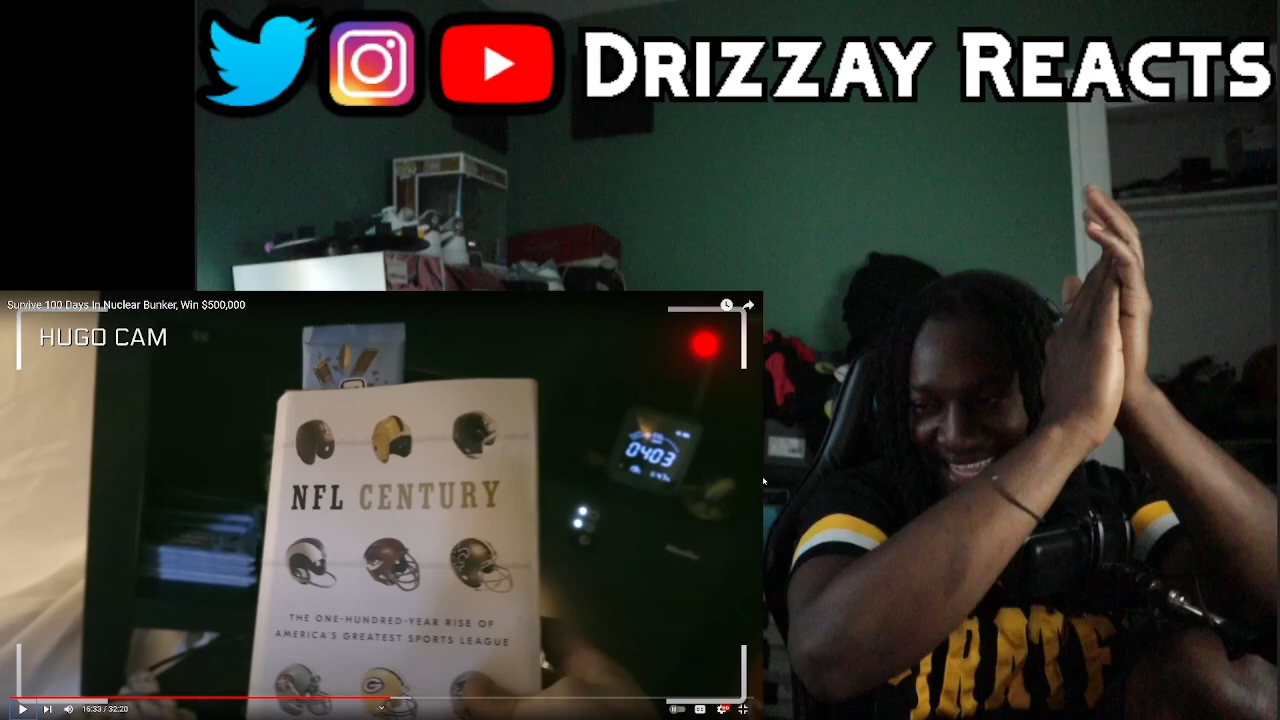 DRIZZAY REACTS
Survive 100 Days In Nuclear Bunker, Win $500,000
HUGO CAM
0403
NFL CENTURY
THE ONE-HUNDRED-YEAR RISE OF
AMERICA'S GREATEST SPORTS LEAGUE
16:33 / 32:20